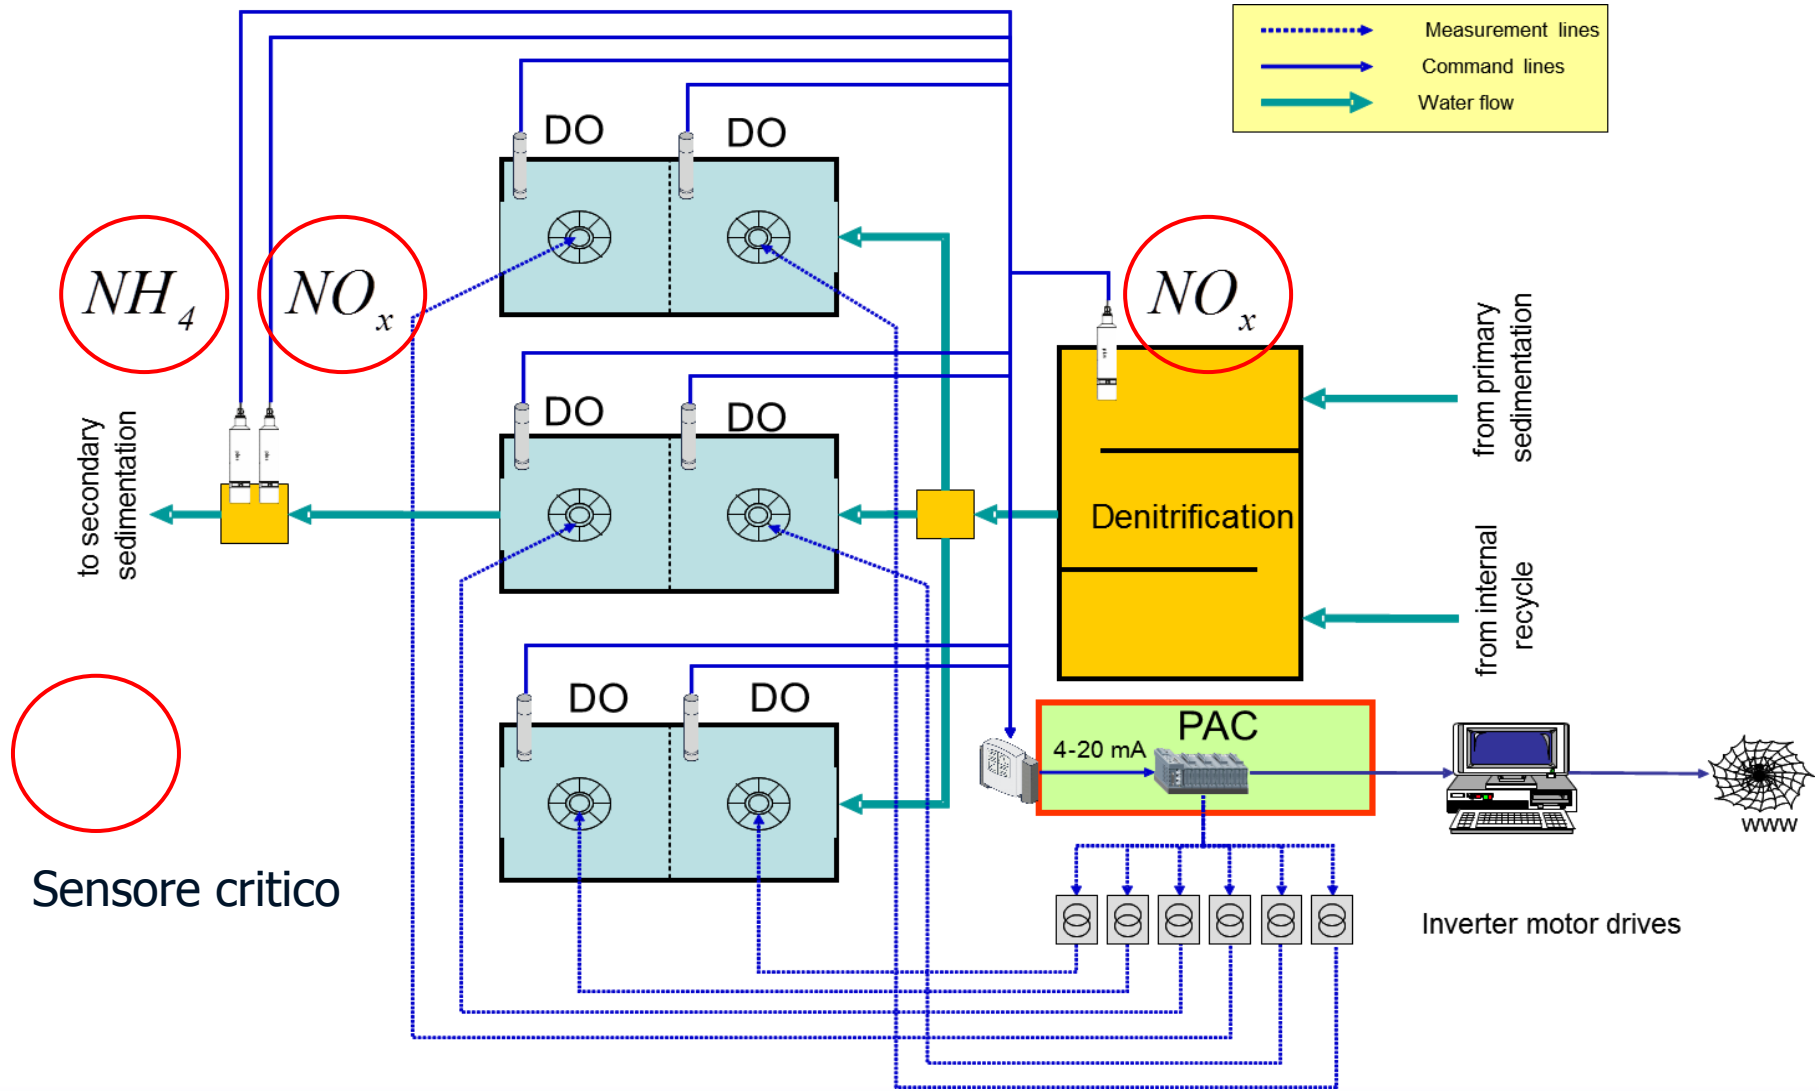 Measurement lines
Command lines
Water flow
DO
DO
NH4
NOx
NOx
from primary
sedimentation
DO
DO
to secondary
sedimentation
Denitrification
from internal
recycle
DO
DO
PAC
4-20 mA
www
Sensore critico
Inverter motor drives